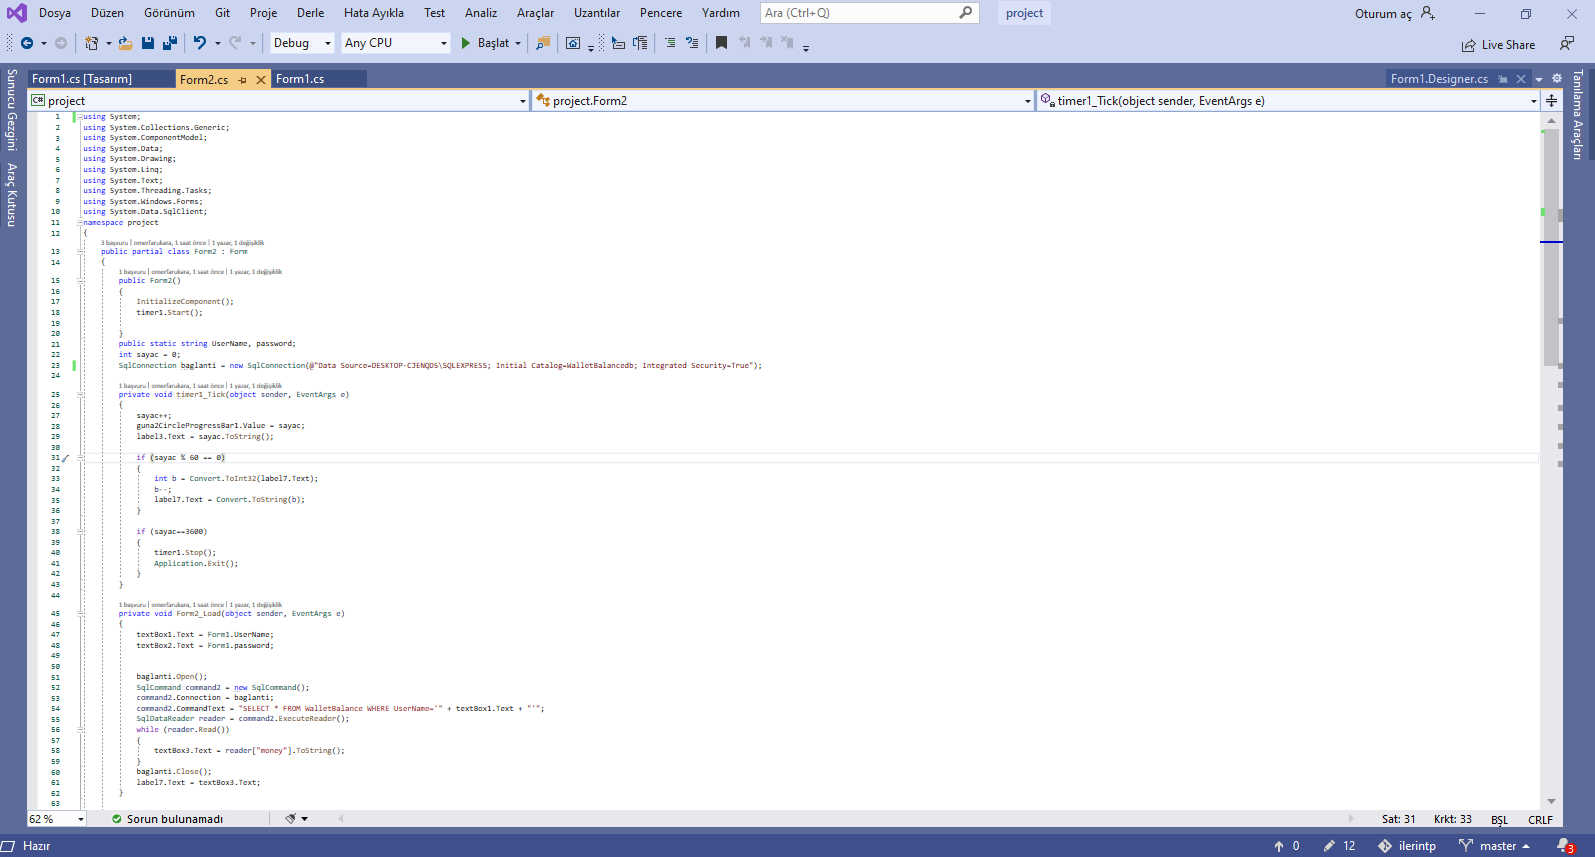 Dosya Düzen Görünüm Git Proje Derle Hata Ayıkla Test Analiz Araçlar Uzantılar Pencere Yardım Ara (Ctrl+Q) project Oturum aç
Debug Any CPU Başlat Live Share
Form1.cs [Tasarım] Form2.cs Form1.cs Form1.Designer.cs
Sunucu Gezgini
Araç Kutusu
Tanılama Araçları
C# project project.Form2 timer1_Tick(object sender, EventArgs e)
1 using System;
2 using System.Collections.Generic;
3 using System.ComponentModel;
4 using System.Data;
5 using System.Drawing;
6 using System.Linq;
7 using System.Text;
8 using System.Threading.Tasks;
9 using System.Windows.Forms;
10 using System.Data.SqlClient;
11 namespace project
12 {
3 başvuru | omerfarukara, 1 saat önce | 1 yazar, 1 değişiklik
13 public partial class Form2 : Form
14 {
1 başvuru | omerfarukara, 1 saat önce | 1 yazar, 1 değişiklik
15 public Form2()
16 {
17 InitializeComponent();
18 timer1.Start();
19
20 }
21 public static string UserName, password;
22 int sayac = 0;
23 SqlConnection baglanti = new SqlConnection(@"Data Source=DESKTOP-CJENQD5\SQLEXPRESS; Initial Catalog=WalletBalancedb; Integrated Security=True");
24
1 başvuru | omerfarukara, 1 saat önce | 1 yazar, 1 değişiklik
25 private void timer1_Tick(object sender, EventArgs e)
26 {
27 sayac++;
28 guna2CircleProgressBar1.Value = sayac;
29 label3.Text = sayac.ToString();
30
31 if (sayac % 60 == 0)
32 {
33 int b = Convert.ToInt32(label7.Text);
34 b--;
35 label7.Text = Convert.ToString(b);
36 }
37
38 if (sayac==3600)
39 {
40 timer1.Stop();
41 Application.Exit();
42 }
43 }
44
1 başvuru | omerfarukara, 1 saat önce | 1 yazar, 1 değişiklik
45 private void Form2_Load(object sender, EventArgs e)
46 {
47 textBox1.Text = Form1.UserName;
48 textBox2.Text = Form1.password;
49
50
51 baglanti.Open();
52 SqlCommand command2 = new SqlCommand();
53 command2.Connection = baglanti;
54 command2.CommandText = "SELECT * FROM WalletBalance WHERE UserName='" + textBox1.Text + "'";
55 SqlDataReader reader = command2.ExecuteReader();
56 while (reader.Read())
57 {
58 textBox3.Text = reader["money"].ToString();
59 }
60 baglanti.Close();
61 label7.Text = textBox3.Text;
62 }
63
62 % Sorun bulunamadı Sat: 31 Krkt: 33 BŞL CRLF
Hazır 0 12 ilerintp master 3